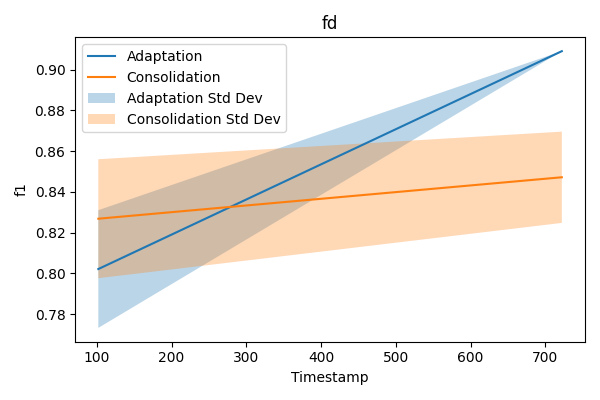 fd
Adaptation
Consolidation
Adaptation Std Dev
Consolidation Std Dev
f1
0.90
0.88
0.86
0.84
0.82
0.80
0.78
100 200 300 400 500 600 700
Timestamp